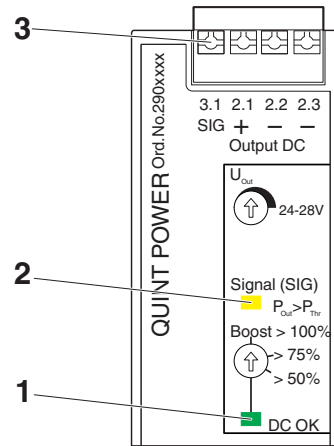 3
3.1 2.1 2.2 2.3
SIG + − −
Output DC
QUINT POWER Ord.No.290xxxx
UOut
24-28V
2
Signal (SIG)
POut>PThr
Boost > 100%
> 75%
> 50%
1
DC OK